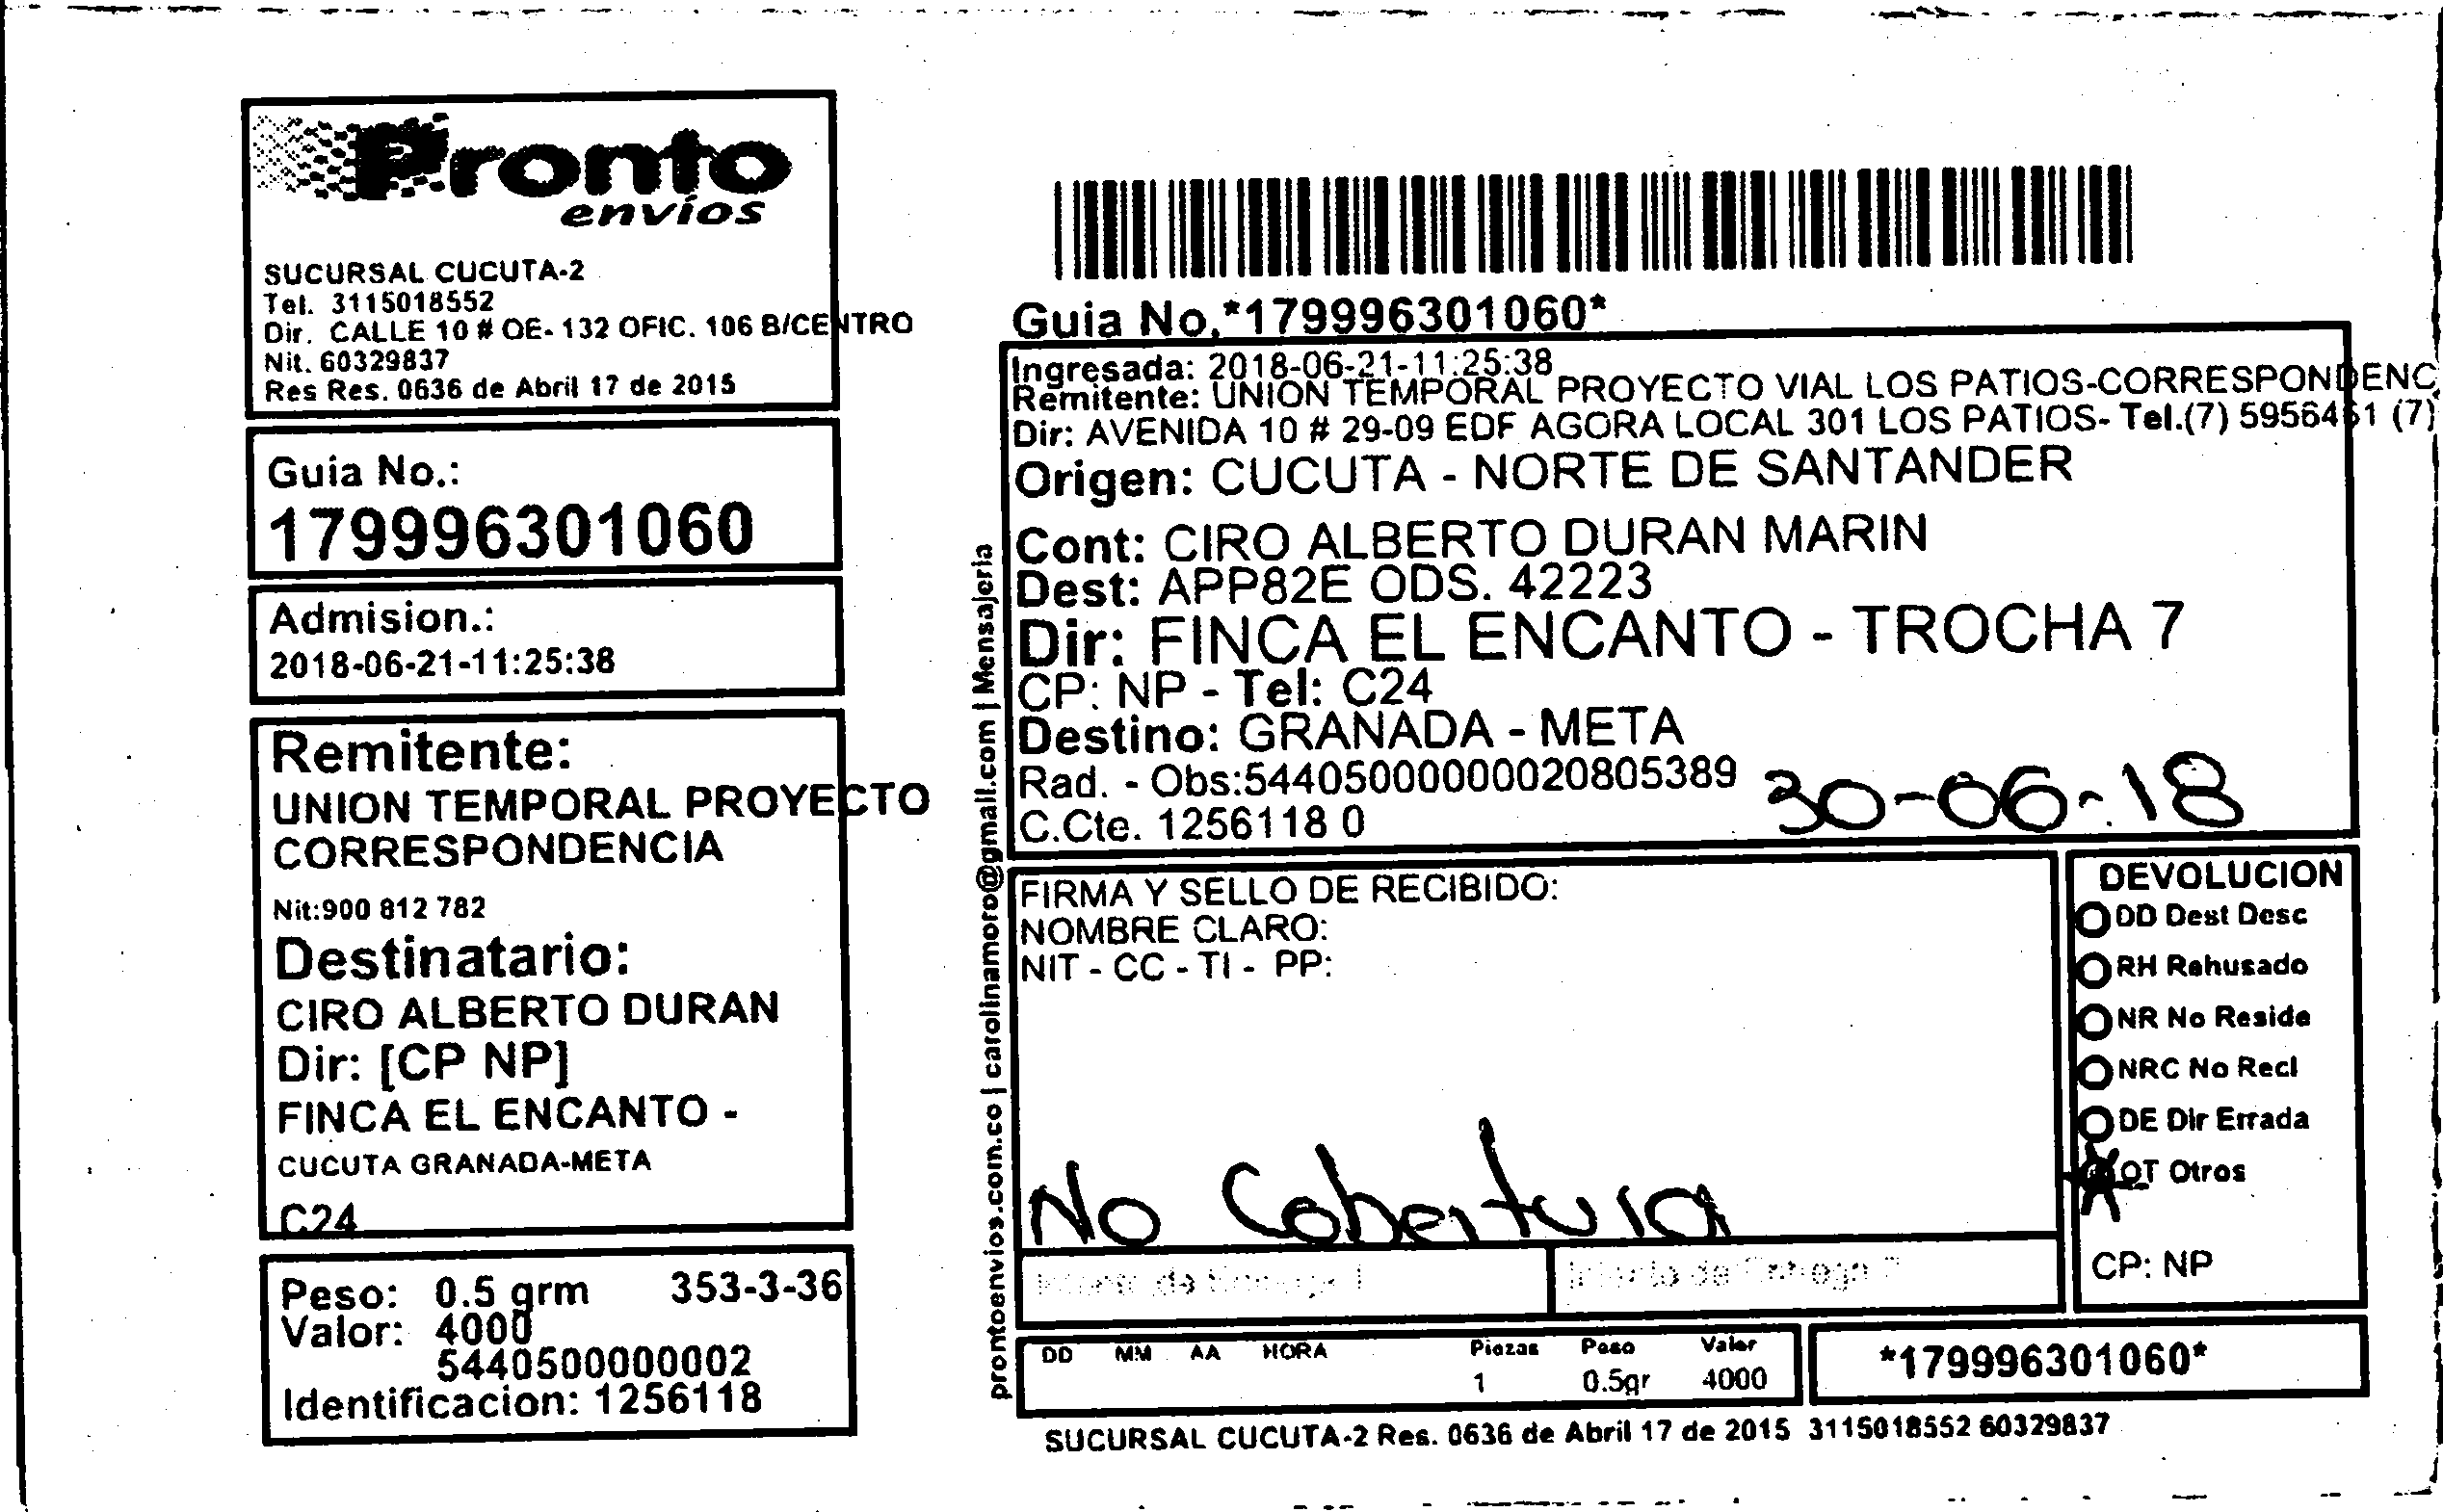 Pronto
envíos
SUCURSAL CUCUTA-2
Tel. 3115018552
Dir. CALLE 10 # OE- 132 OFIC. 106 B/CENTRO
Nit. 60329837
Res Res. 0636 de Abril 17 de 2015
Guia No.:
179996301060
Admision.:
2018-06-21-11:25:38
Remitente:
UNION TEMPORAL PROYECTO
CORRESPONDENCIA
Nit:900 812 782
Destinatario:
CIRO ALBERTO DURAN
Dir: [CP NP]
FINCA EL ENCANTO -
CUCUTA GRANADA-META
C24
Peso: 0.5 grm 353-3-36
Valor: 4000
5440500000002
Identificacion: 1256118
prontoenvios.com.co | carolinamoro@gmail.com | Mensajeria
Guia No.*179996301060*
Ingresada: 2018-06-21-11:25:38
Remitente: UNION TEMPORAL PROYECTO VIAL LOS PATIOS-CORRESPONDENC
Dir: AVENIDA 10 # 29-09 EDF AGORA LOCAL 301 LOS PATIOS- Tel.(7) 5956461 (7)
Origen: CUCUTA - NORTE DE SANTANDER
Cont: CIRO ALBERTO DURAN MARIN
Dest: APP82E ODS. 42223
Dir: FINCA EL ENCANTO - TROCHA 7
CP: NP - Tel: C24
Destino: GRANADA - META
Rad. - Obs:544050000000020805389
C.Cte. 1256118 0
30-06-18
FIRMA Y SELLO DE RECIBIDO:
NOMBRE CLARO:
NIT - CC - TI - PP:
No Cobertura
DEVOLUCION
DD Dest Desc
RH Rehusado
NR No Reside
NRC No Recl
DE Dir Errada
OT Otros
CP: NP
DD MM AA HORA Piezas Peso Valor
1 0.5gr 4000
*179996301060*
SUCURSAL CUCUTA-2 Res. 0636 de Abril 17 de 2015 3115018552 60329837